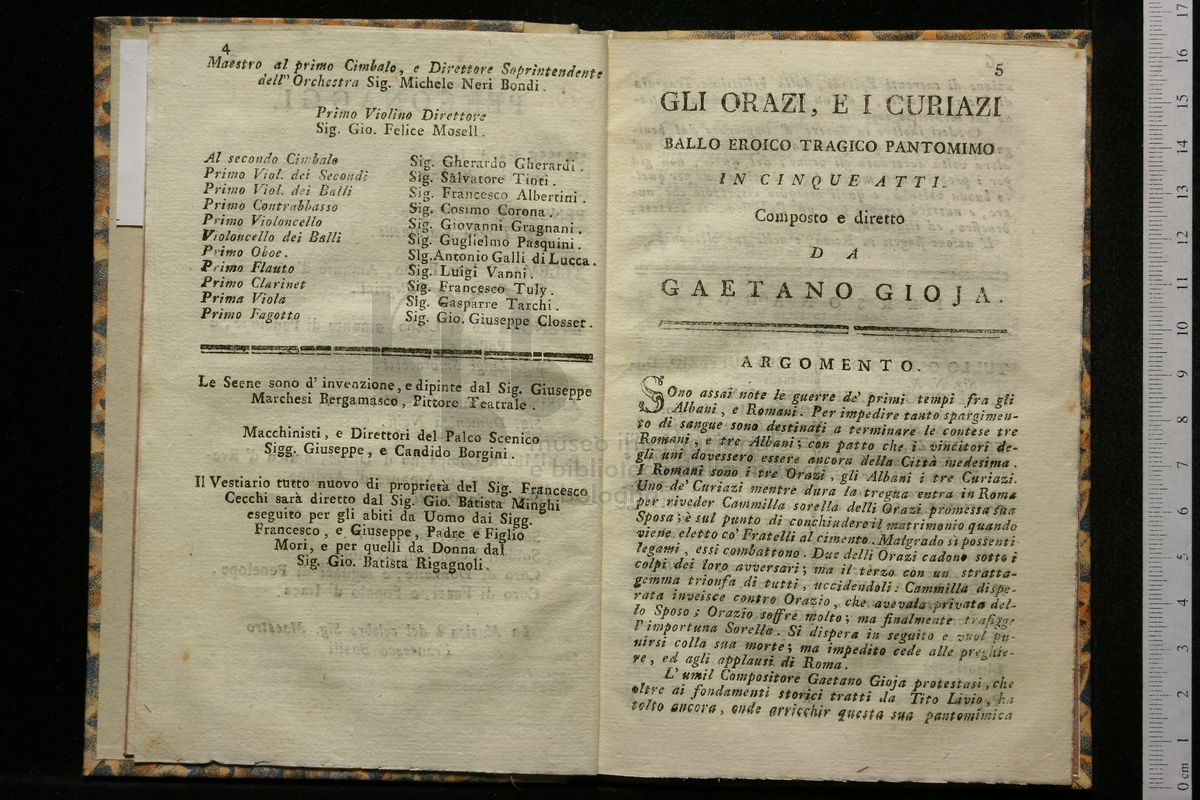 4
Maestro al primo Cimbalo, e Direttore Soprintendente
dell' Orchestra Sig. Michele Neri Bondi.
Primo Violino Direttore
Sig. Gio. Felice Mosell.
Al secondo Cimbalo Sig. Gherardo Gherardi.
Primo Viol. dei Secondi Sig. Salvatore Tinti.
Primo Viol. dei Balli Sig. Francesco Albertini.
Primo Contrabbasso Sig. Cosimo Corona.
Primo Violoncello Sig. Giovanni Gragnani.
Violoncello dei Balli Sig. Guglielmo Pasquini.
Primo Oboe. Sig. Antonio Galli di Lucca.
Primo Flauto Sig. Luigi Vanni.
Primo Clarinet Sig. Francesco Tuly.
Prima Viola Sig. Gasparre Tarchi.
Primo Fagotto Sig. Gio. Giuseppe Closset.
Le Scene sono d' invenzione, e dipinte dal Sig. Giuseppe
Marchesi Bergamasco, Pittore Teatrale.
Macchinisti, e Direttori del Palco Scenico
Sigg. Giuseppe, e Candido Borgini.
Il Vestiario tutto nuovo di proprietà del Sig. Francesco
Cecchi sarà diretto dal Sig. Gio. Batista Minghi
eseguito per gli abiti da Uomo dai Sigg.
Francesco, e Giuseppe, Padre e Figlio
Mori, e per quelli da Donna dal
Sig. Gio. Batista Rigagnoli.
5
GLI ORAZI, E I CURIAZI
BALLO EROICO TRAGICO PANTOMIMO
IN CINQUE ATTI.
Composto e diretto
DA
GAETANO GIOJA.
ARGOMENTO.
Sono assai note le guerre de' primi tempi fra gli
Albani, e Romani. Per impedire tanto spargimen-
to di sangue sono destinati a terminare le contese tre
Romani, e tre Albani; con patto che i vincitori de-
gli uni dovessero essere ancora della Città medesima.
I Romani sono i tre Orazi, gli Albani i tre Curiazi.
Uno de' Curiazi mentre dura la tregua entra in Roma
per riveder Cammilla sorella delli Orazi promessa sua
Sposa; è sul punto di conchiudere il matrimonio quando
viene eletto co' Fratelli al cimento. Malgrado sì possenti
legami, essi combattono. Due delli Orazi cadono sotto i
colpi dei loro avversari; ma il terzo con un stratta-
gemma trionfa di tutti, uccidendoli: Cammilla dispe-
rata inveisce contro Orazio, che avevala privata del-
lo Sposo: Orazio soffre molto; ma finalmente trafigge
l'importuna Sorella. Si dispera in seguito e vuol pu-
nirsi colla sua morte; ma impedito cede alle preghie-
re, ed agli applausi di Roma.
L' umil Compositore Gaetano Gioja protestasi, che
oltre ai fondamenti storici tratti da Tito Livio, ha
tolto ancora, onde arricchir questa sua pantomimica